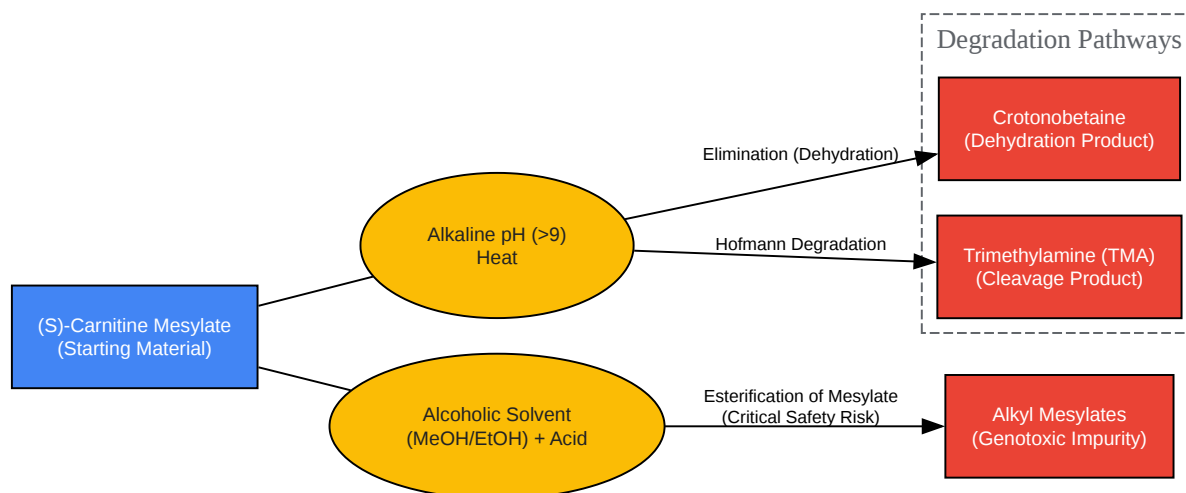 Degradation Pathways
Crotonobetaine
(Dehydration Product)
Elimination (Dehydration)
Alkaline pH (>9)
Heat
Hofmann Degradation
Trimethylamine (TMA)
(Cleavage Product)
(S)-Carnitine Mesylate
(Starting Material)
Alcoholic Solvent
(MeOH/EtOH) + Acid
Esterification of Mesylate
(Critical Safety Risk)
Alkyl Mesylates
(Genotoxic Impurity)